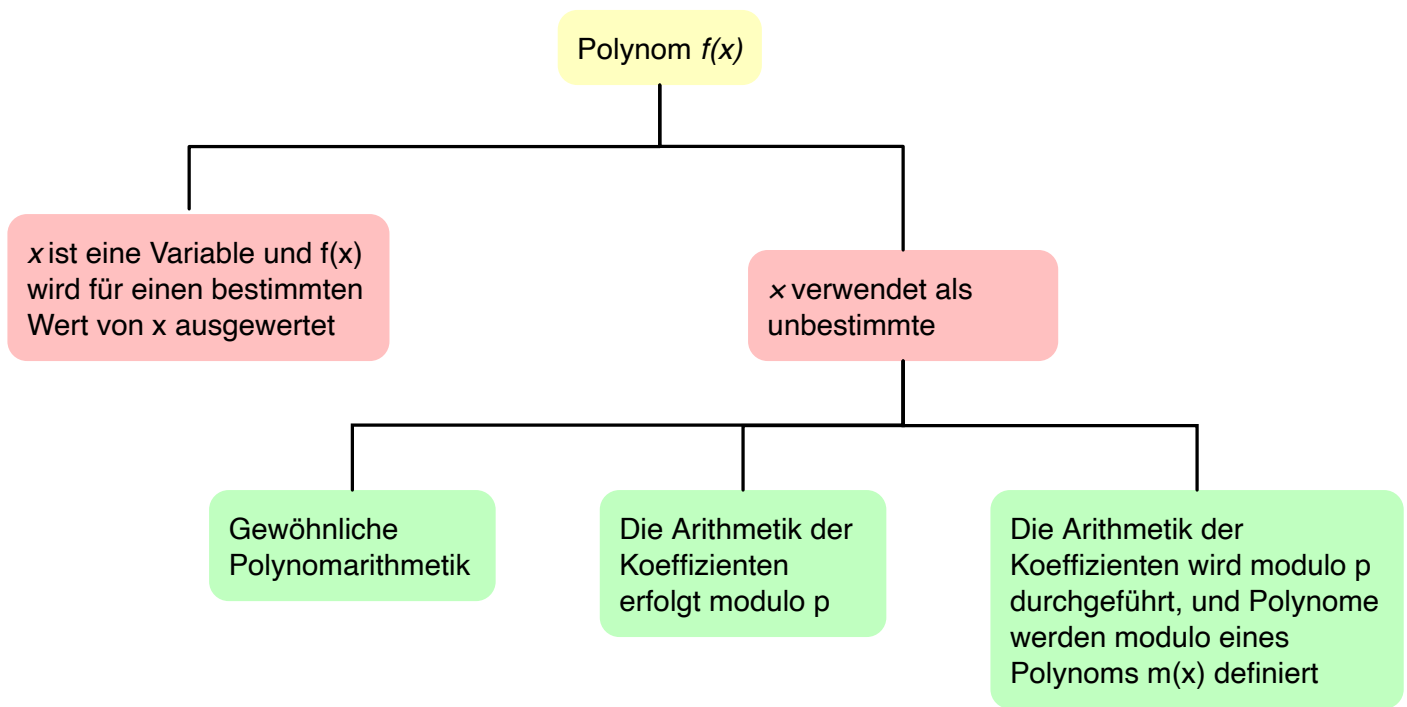 Polynom f(x)
x ist eine Variable und f(x)
wird für einen bestimmten
Wert von x ausgewertet
x verwendet als
unbestimmte
Gewöhnliche
Polynomarithmetik
Die Arithmetik der
Koeffizienten
erfolgt modulo p
Die Arithmetik der
Koeffizienten wird modulo p
durchgeführt, und Polynome
werden modulo eines
Polynoms m(x) definiert